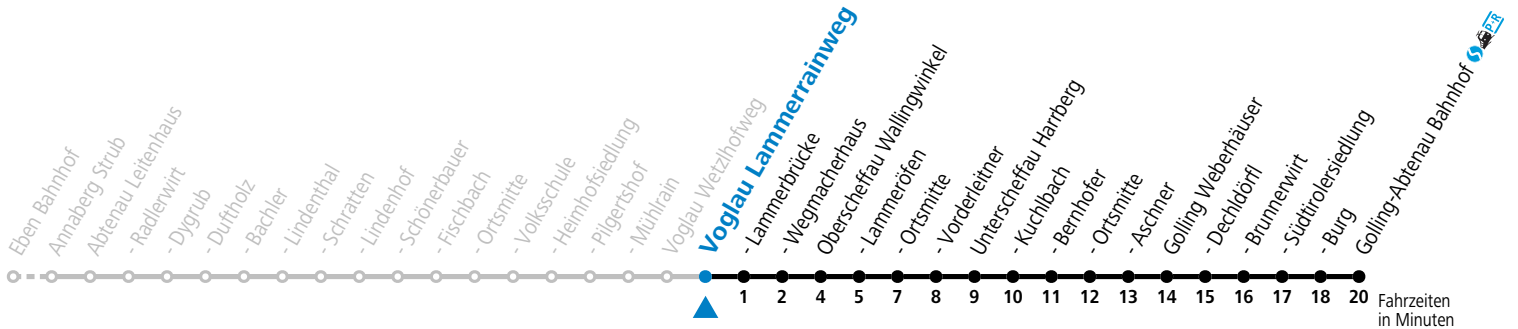 Eben Bahnhof
Annaberg Strub
Abtenau Leitenhaus
- Radlerwirt
- Dygrub
- Duftholz
- Bachler
- Lindenthal
- Schratten
- Lindenhof
- Schönerbauer
- Fischbach
- Ortsmitte
- Volksschule
- Heimhofsiedlung
- Pilgertshof
- Mühlrain
Voglau Wetzlhofweg
Voglau Lammerrainweg
- Lammerbrücke
- Wegmacherhaus
Oberscheffau Wallingwinkel
- Lammeröfen
- Ortsmitte
- Vorderleitner
Unterscheffau Harrberg
- Kuchlbach
- Bernhofer
- Ortsmitte
- Aschner
Golling Weberhäuser
- Dechldörfl
- Brunnenwirt
- Südtirolersiedlung
- Burg
Golling-Abtenau Bahnhof S P+R
1 2 4 5 7 8 9 10 11 12 13 14 15 16 17 18 20
Fahrzeiten
in Minuten